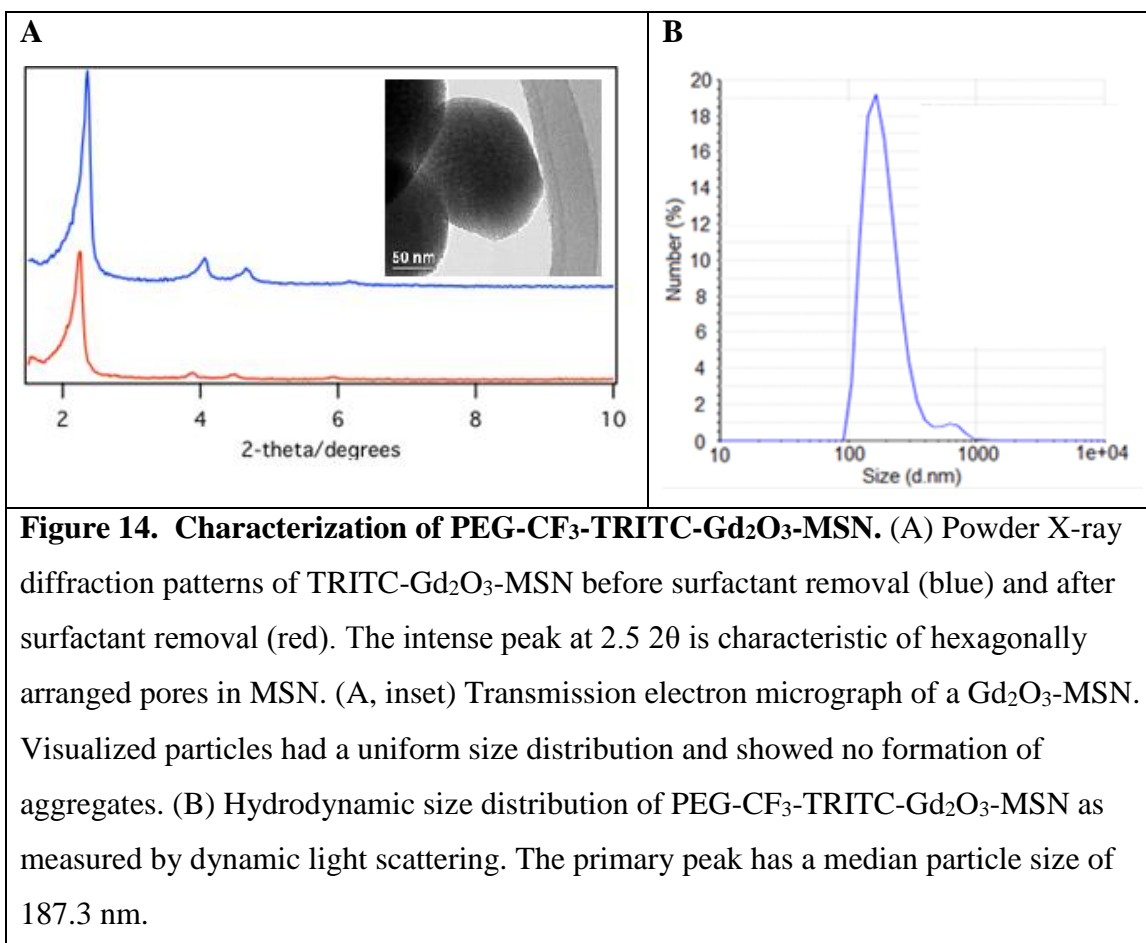 A
50 nm
2
4
6
8
10
2-theta/degrees
B
20
18
16
14
12
10
8
6
4
2
0
Number (%)
10
100
1000
1e+04
Size (d.nm)
Figure 14. Characterization of PEG-CF₃-TRITC-Gd₂O₃-MSN. (A) Powder X-ray
diffraction patterns of TRITC-Gd₂O₃-MSN before surfactant removal (blue) and after
surfactant removal (red). The intense peak at 2.5 2θ is characteristic of hexagonally
arranged pores in MSN. (A, inset) Transmission electron micrograph of a Gd₂O₃-MSN.
Visualized particles had a uniform size distribution and showed no formation of
aggregates. (B) Hydrodynamic size distribution of PEG-CF₃-TRITC-Gd₂O₃-MSN as
measured by dynamic light scattering. The primary peak has a median particle size of
187.3 nm.